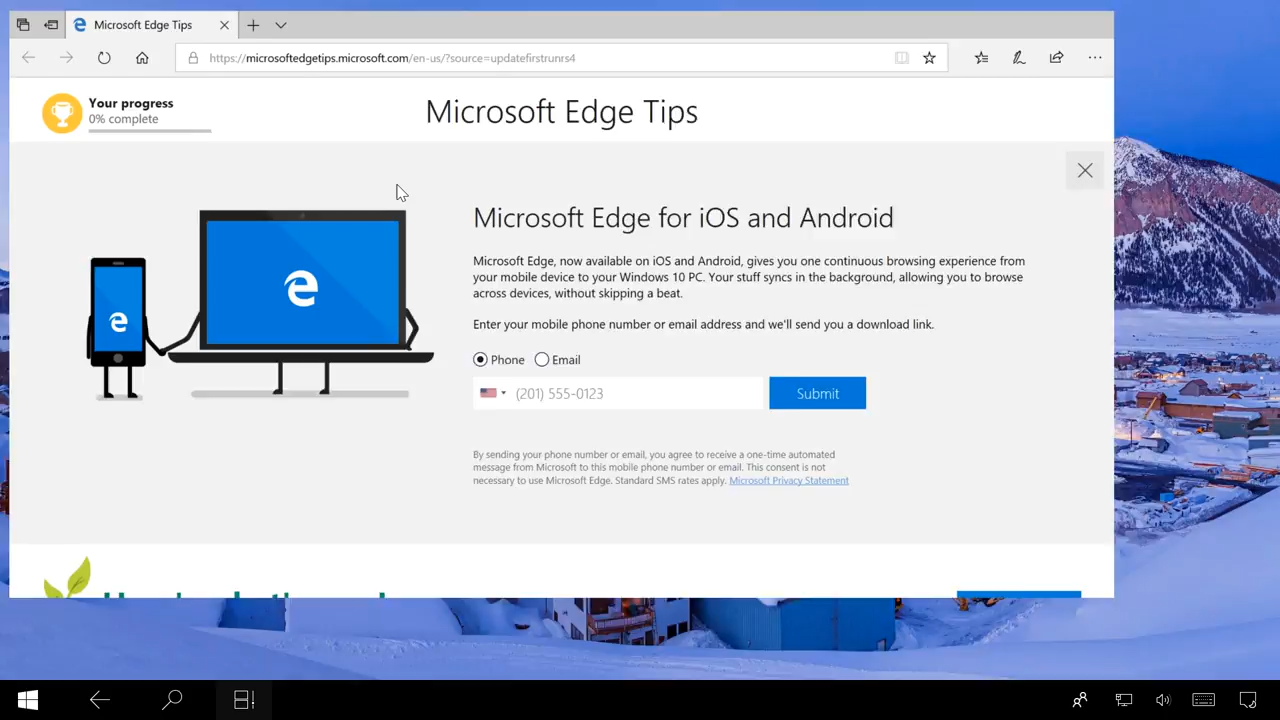 Microsoft Edge Tips
https://microsoftedgetips.microsoft.com/en-us/?source=updatefirstrunrs4
Your progress
0% complete
Microsoft Edge Tips
Microsoft Edge for iOS and Android
Microsoft Edge, now available on iOS and Android, gives you one continuous browsing experience from
your mobile device to your Windows 10 PC. Your stuff syncs in the background, allowing you to browse
across devices, without skipping a beat.
Enter your mobile phone number or email address and we'll send you a download link.
Phone Email
(201) 555-0123 Submit
By sending your phone number or email, you agree to receive a one-time automated
message from Microsoft to this mobile phone number or email. This consent is not
necessary to use Microsoft Edge. Standard SMS rates apply. Microsoft Privacy Statement